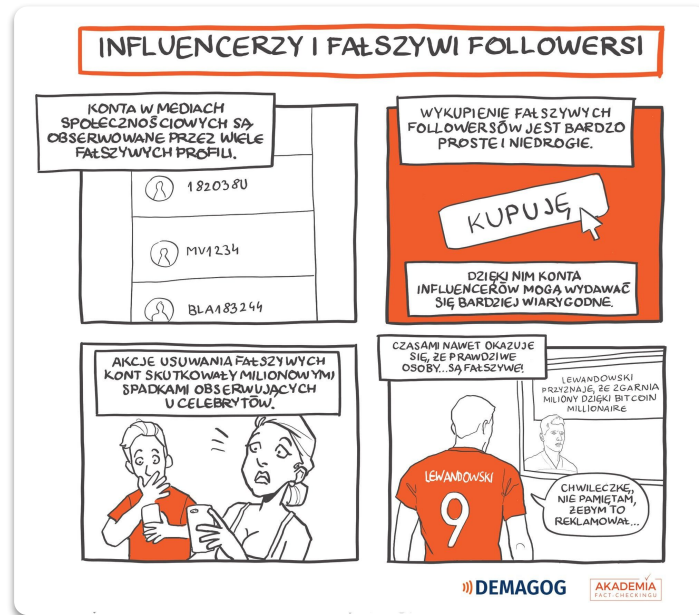 INFLUENCERZY I FAŁSZYWI FOLLOWERSI
KONTA W MEDIACH
SPOŁECZNOŚCIOWYCH SĄ
OBSERWOWANE PRZEZ WIELE
FAŁSZYWYCH PROFILI.
182038U
MV1234
BLA183244
WYKUPIENIE FAŁSZYWYCH
FOLLOWERSÓW JEST BARDZO
PROSTE I NIEDROGIE.
KUPUJĘ
DZIĘKI NIM KONTA
INFLUENCERÓW MOGĄ WYDAWAĆ
SIĘ BARDZIEJ WIARYGODNE.
AKCJE USUWANIA FAŁSZYWYCH
KONT SKUTKOWAŁY MILIONOWYMI
SPADKAMI OBSERWUJĄCYCH
U CELEBRYTÓW.
CZASAMI NAWET OKAZUJE
SIĘ, ŻE PRAWDZIWE
OSOBY...SĄ FAŁSZYWE!
LEWANDOWSKI
PRZYZNAJE, ŻE ZGARNIA
MILIÓNY DZIĘKI BITCOIN
MILLIONAIRE
LEWANDOWSKI
9
CHWILECZKĘ,
NIE PAMIĘTAM,
ŻEBYM TO
REKLAMOWAŁ...
DEMAGOG
AKADEMIA
FACT-CHECKINGU